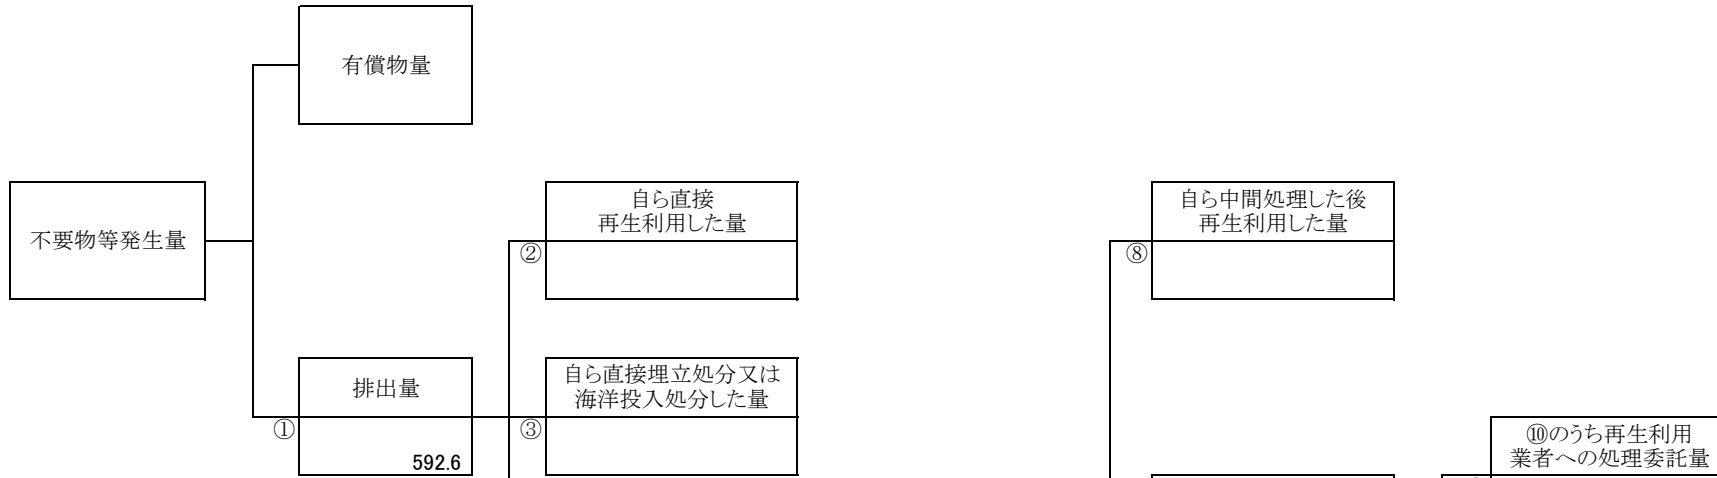 有償物量
不要物等発生量
自ら直接
再生利用した量
②
自ら中間処理した後
再生利用した量
⑧
排出量
①
592.6
自ら直接埋立処分又は
海洋投入処分した量
③
⑩のうち再生利用
業者への処理委託量